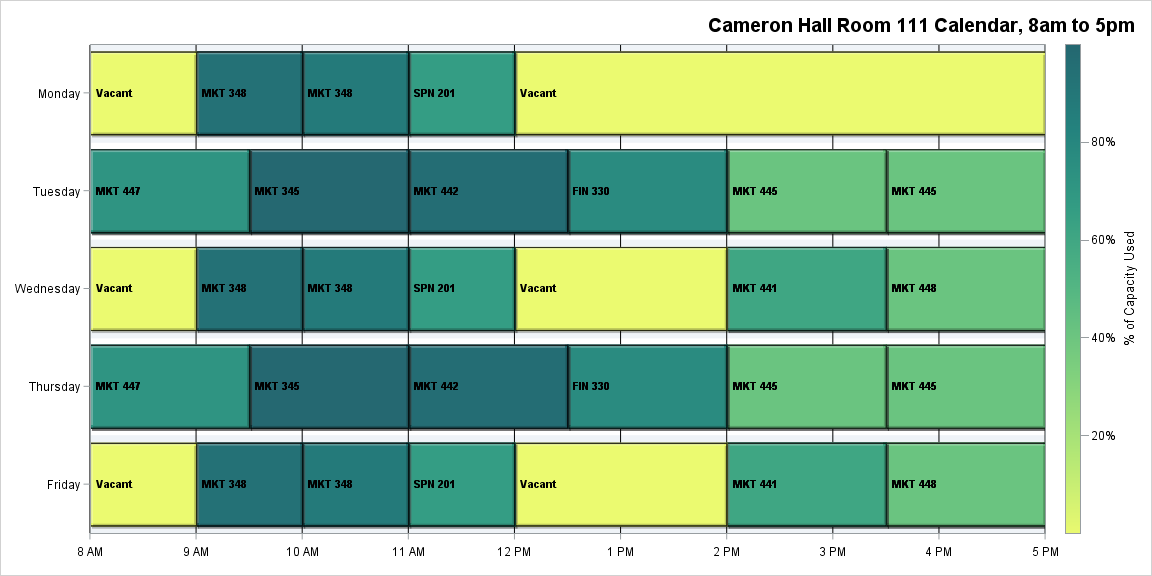 Cameron Hall Room 111 Calendar, 8am to 5pm
Monday
Vacant
MKT 348
MKT 348
SPN 201
Vacant
Tuesday
MKT 447
MKT 345
MKT 442
FIN 330
MKT 445
MKT 445
Wednesday
Vacant
MKT 348
MKT 348
SPN 201
Vacant
MKT 441
MKT 448
Thursday
MKT 447
MKT 345
MKT 442
FIN 330
MKT 445
MKT 445
Friday
Vacant
MKT 348
MKT 348
SPN 201
Vacant
MKT 441
MKT 448
8 AM
9 AM
10 AM
11 AM
12 PM
1 PM
2 PM
3 PM
4 PM
5 PM
80%
60%
40%
20%
% of Capacity Used